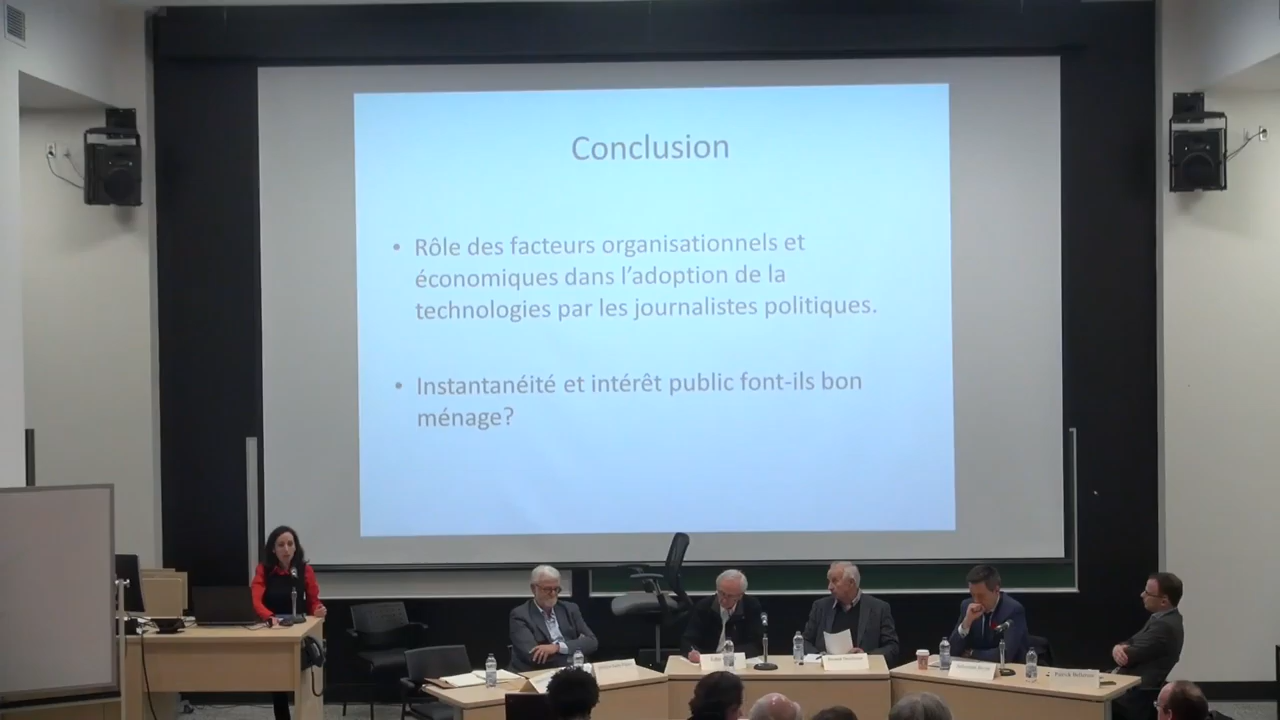 Conclusion
• Rôle des facteurs organisationnels et
économiques dans l'adoption de la
technologies par les journalistes politiques.
• Instantanéité et intérêt public font-ils bon
ménage?